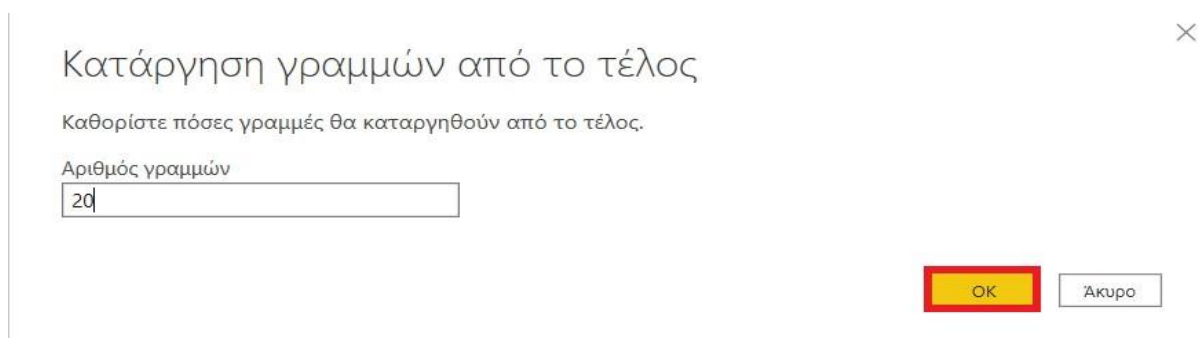 Κατάργηση γραμμών από το τέλος
Καθορίστε πόσες γραμμές θα καταργηθούν από το τέλος.
Αριθμός γραμμών
20
OK
Άκυρο